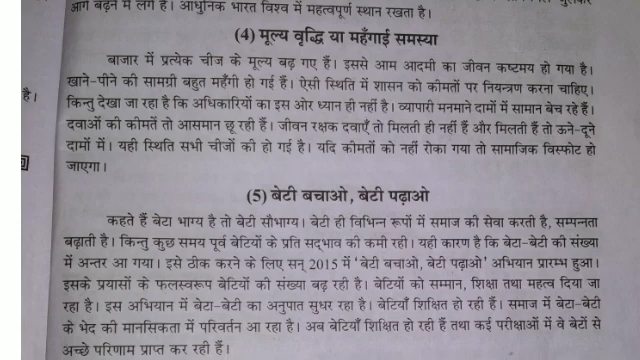 आगे बढ़ने में लगे हैं। आधुनिक भारत विश्व में महत्वपूर्ण स्थान रखता है।
(4) मूल्य वृद्धि या महँगाई समस्या
बाजार में प्रत्येक चीज के मूल्य बढ़ गए हैं। इससे आम आदमी का जीवन कष्टमय हो गया है।
खाने-पीने की सामग्री बहुत महँगी हो गई है। ऐसी स्थिति में शासन को कीमतों पर नियन्त्रण करना चाहिए।
है।
किन्तु देखा जा रहा है कि अधिकारियों का इस ओर ध्यान ही नहीं है। व्यापारी मनमाने दामों में सामान बेच रहे हैं।
दवाओं की कीमतें तो आसमान छू रही हैं। जीवन रक्षक दवाएँ तो मिलती ही नहीं हैं और मिलती हैं तो ऊने-दूने
दामों में। यही स्थिति सभी चीजों की हो गई है। यदि कीमतों को नहीं रोका गया तो सामाजिक विस्फोट हो
जाएगा।
(5) बेटी बचाओ, बेटी पढ़ाओ
कहते हैं बेटा भाग्य है तो बेटी सौभाग्य। बेटी ही विभिन्न रूपों में समाज की सेवा करती है, सम्पन्नता
बढ़ाती है। किन्तु कुछ समय पूर्व बेटियों के प्रति सद्भाव की कमी रही। यही कारण है कि बेटा-बेटी की संख्या
में अन्तर आ गया। इसे ठीक करने के लिए सन् 2015 में 'बेटी बचाओ, बेटी पढ़ाओ' अभियान प्रारम्भ हुआ।
इसके प्रयासों के फलस्वरूप बेटियों की संख्या बढ़ रही है। बेटियों को सम्मान, शिक्षा तथा महत्व दिया जा
रहा है। इस अभियान में बेटा-बेटी का अनुपात सुधर रहा है। बेटियाँ शिक्षित हो रही हैं। समाज में बेटा-बेटी
के भेद की मानसिकता में परिवर्तन आ रहा है। अब बेटियाँ शिक्षित हो रही हैं तथा कई परीक्षाओं में वे बेटों से
अच्छे परिणाम प्राप्त कर रही हैं।